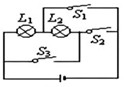 S₁
L₁ L₂ S₂
S₃